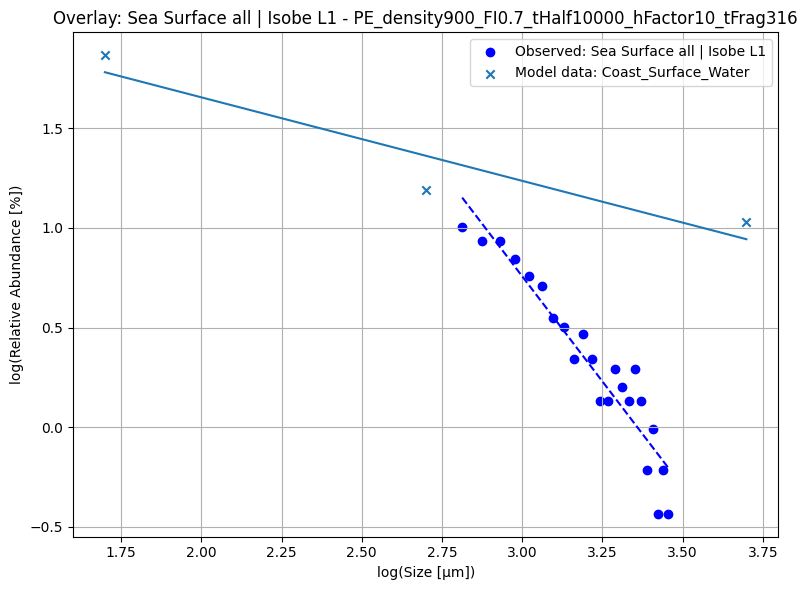 Overlay: Sea Surface all | Isobe L1 - PE_density900_FI0.7_tHalf10000_hFactor10_tFrag316
Observed: Sea Surface all | Isobe L1
Model data: Coast_Surface_Water
log(Relative Abundance [%])
1.5
1.0
0.5
0.0
−0.5
1.75 2.00 2.25 2.50 2.75 3.00 3.25 3.50 3.75
log(Size [μm])